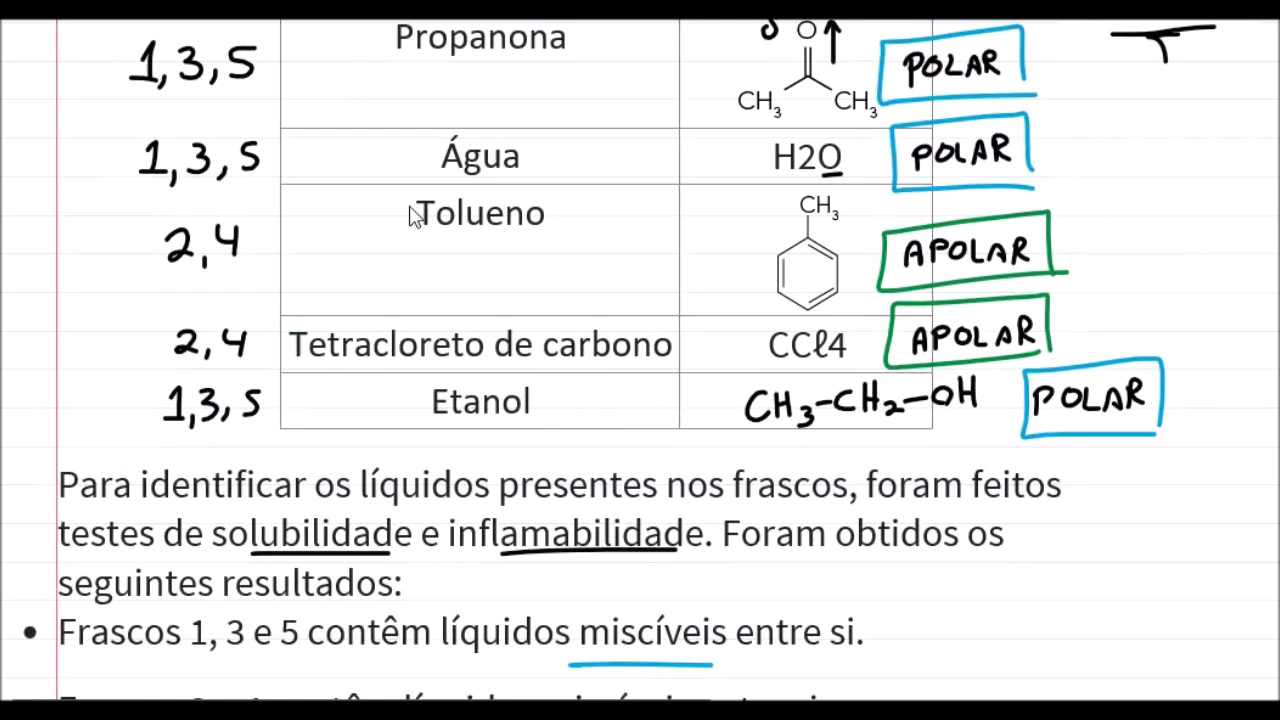 1,3,5 Propanona O CH3 CH3 POLAR
1,3,5 Água H2O POLAR
2,4 Tolueno CH3 APOLAR
2,4 Tetracloreto de carbono CCℓ4 APOLAR
1,3,5 Etanol CH3-CH2-OH POLAR
Para identificar os líquidos presentes nos frascos, foram feitos
testes de solubilidade e inflamabilidade. Foram obtidos os
seguintes resultados:
• Frascos 1, 3 e 5 contêm líquidos miscíveis entre si.